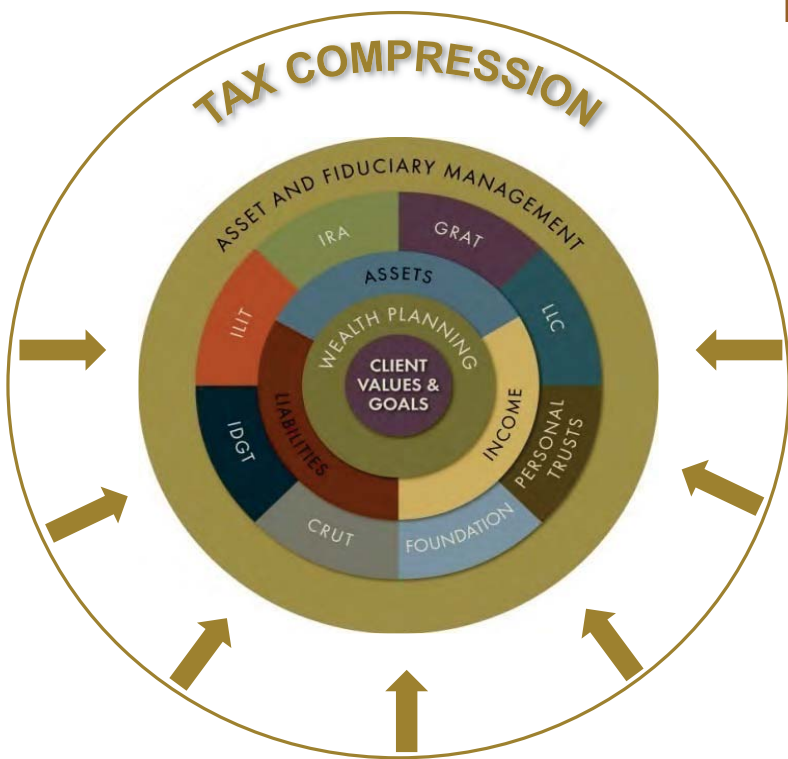 TAX COMPRESSION
ASSET AND FIDUCIARY MANAGEMENT
IRA
GRAT
ASSETS
ILIT
LLC
WEALTH PLANNING
CLIENT
VALUES &
GOALS
LIABILITIES
INCOME
IDGT
PERSONAL
TRUSTS
CRUT
FOUNDATION